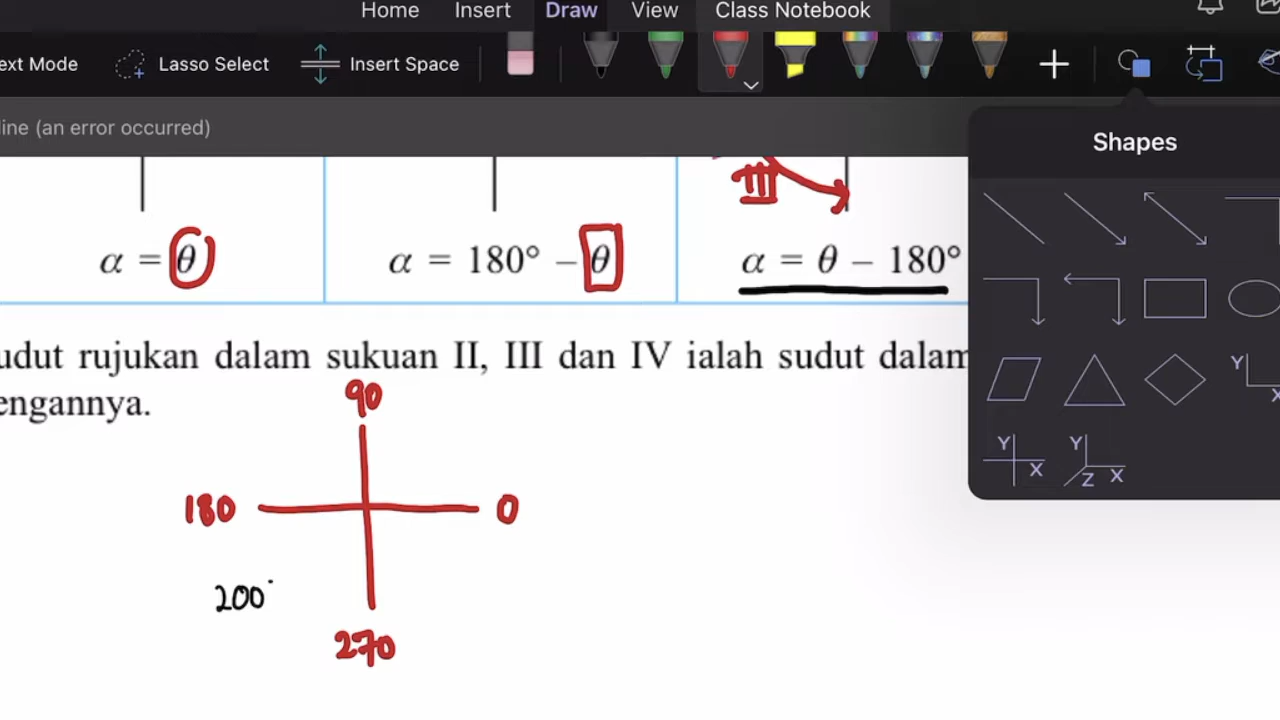 Home Insert Draw View Class Notebook
ext Mode Lasso Select Insert Space
line (an error occurred)
Shapes
III
α = θ
α = 180° – θ
α = θ – 180°
udut rujukan dalam sukuan II, III dan IV ialah sudut dalam
engannya.
90
180 0
200°
270
Y X
Y X
Y Z X